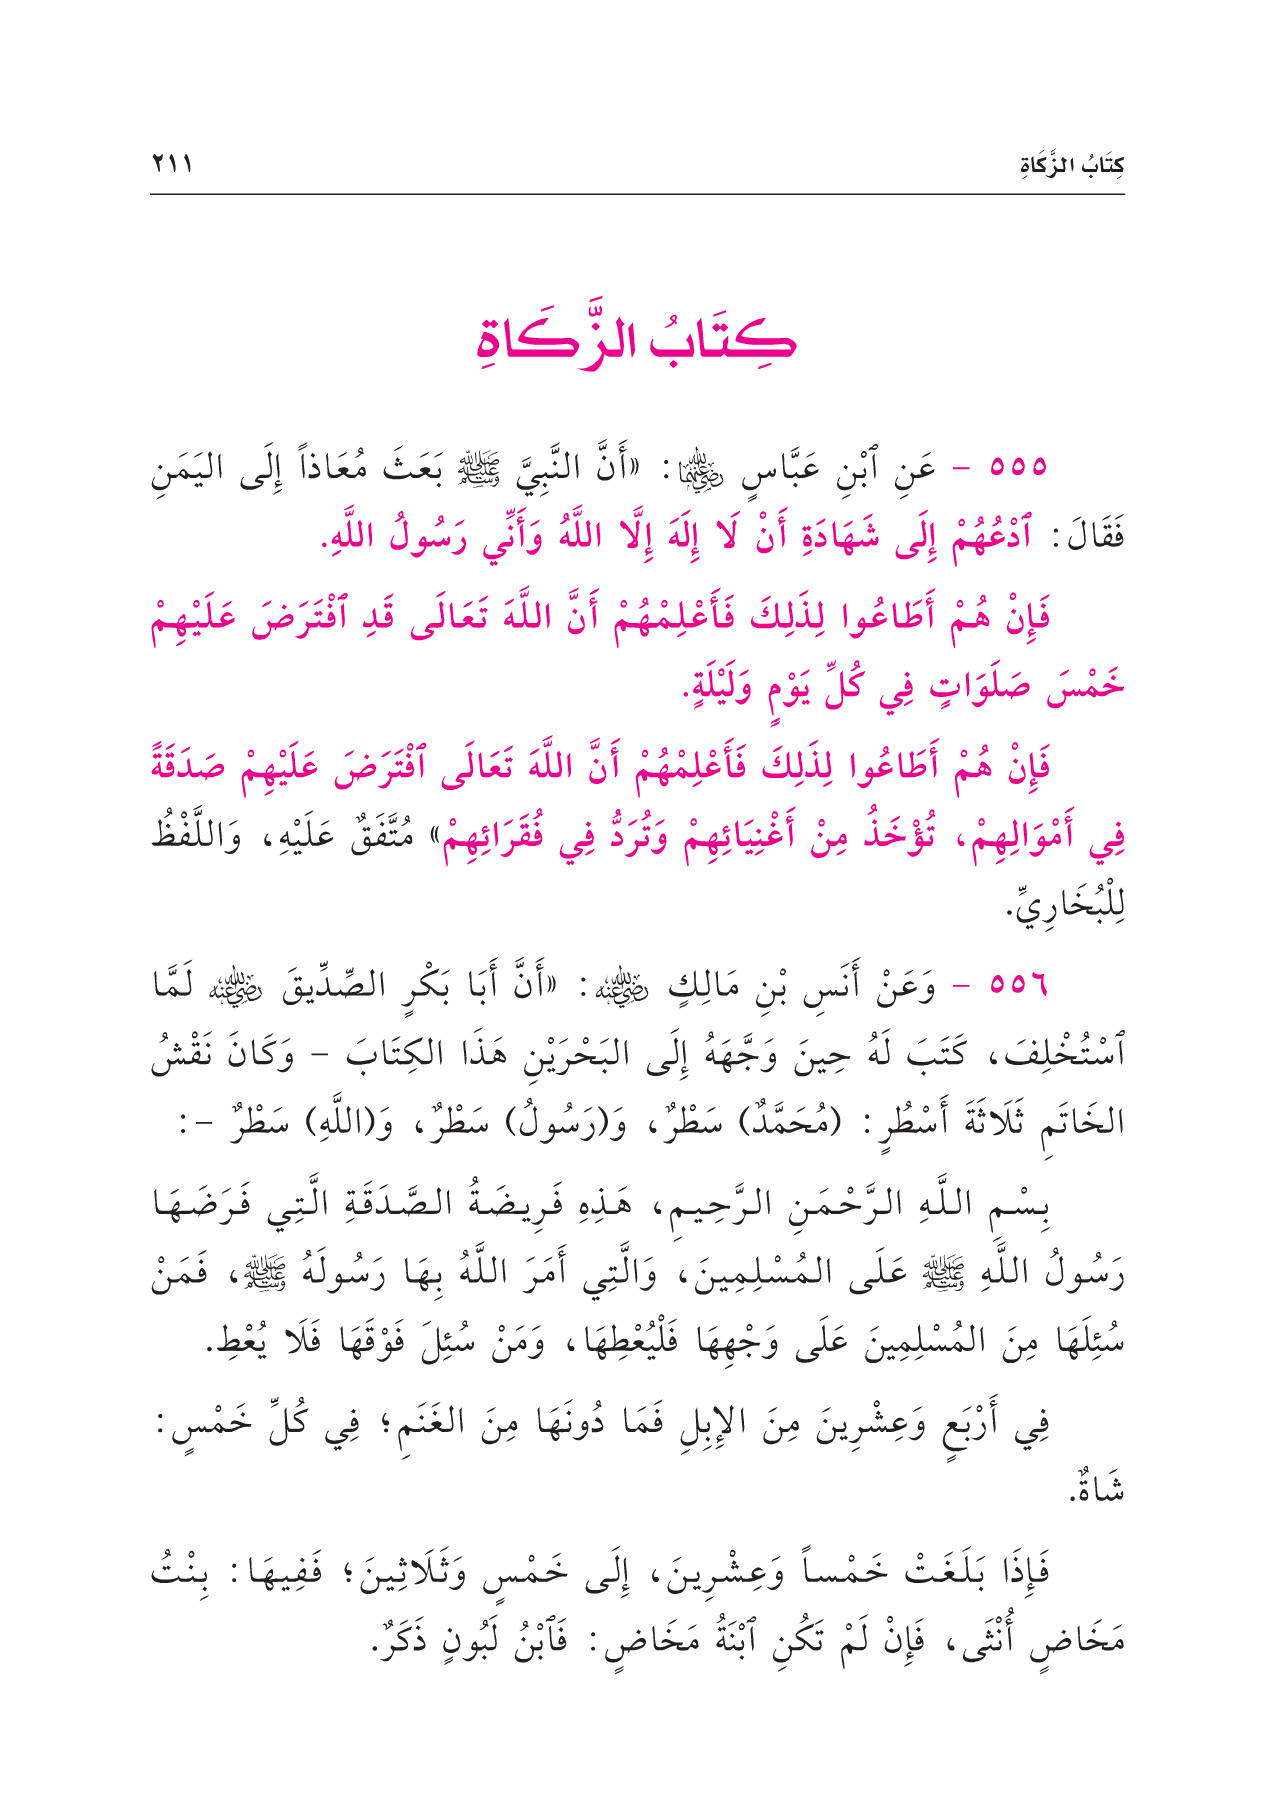 كِتَابُ الزَّكَاةِ ٢١١
كِتَابُ الزَّكَاةِ
٥٥٥ - عَنِ ٱبْنِ عَبَّاسٍ رضي الله عنهما: «أَنَّ النَّبِيَّ ﷺ بَعَثَ مُعَاذاً إِلَى اليَمَنِ
فَقَالَ: ٱدْعُهُمْ إِلَى شَهَادَةِ أَنْ لَا إِلَهَ إِلَّا اللَّهُ وَأَنِّي رَسُولُ اللَّهِ.
فَإِنْ هُمْ أَطَاعُوا لِذَلِكَ فَأَعْلِمْهُمْ أَنَّ اللَّهَ تَعَالَى قَدِ ٱفْتَرَضَ عَلَيْهِمْ
خَمْسَ صَلَوَاتٍ فِي كُلِّ يَوْمٍ وَلَيْلَةٍ.
فَإِنْ هُمْ أَطَاعُوا لِذَلِكَ فَأَعْلِمْهُمْ أَنَّ اللَّهَ تَعَالَى ٱفْتَرَضَ عَلَيْهِمْ صَدَقَةً
فِي أَمْوَالِهِمْ، تُؤْخَذُ مِنْ أَغْنِيَائِهِمْ وَتُرَدُّ فِي فُقَرَائِهِمْ» مُتَّفَقٌ عَلَيْهِ، وَاللَّفْظُ
لِلْبُخَارِيِّ.
٥٥٦ - وَعَنْ أَنَسِ بْنِ مَالِكٍ رضي الله عنه: «أَنَّ أَبَا بَكْرٍ الصِّدِّيقَ رضي الله عنه لَمَّا
ٱسْتُخْلِفَ، كَتَبَ لَهُ حِينَ وَجَّهَهُ إِلَى البَحْرَيْنِ هَذَا الكِتَابَ - وَكَانَ نَقْشُ
الخَاتَمِ ثَلَاثَةَ أَسْطُرٍ: (مُحَمَّدٌ) سَطْرٌ، وَ(رَسُولُ) سَطْرٌ، وَ(اللَّهِ) سَطْرٌ -:
بِسْمِ اللَّهِ الرَّحْمَنِ الرَّحِيمِ، هَذِهِ فَرِيضَةُ الصَّدَقَةِ الَّتِي فَرَضَهَا
رَسُولُ اللَّهِ ﷺ عَلَى المُسْلِمِينَ، وَالَّتِي أَمَرَ اللَّهُ بِهَا رَسُولَهُ ﷺ، فَمَنْ
سُئِلَهَا مِنَ المُسْلِمِينَ عَلَى وَجْهِهَا فَلْيُعْطِهَا، وَمَنْ سُئِلَ فَوْقَهَا فَلَا يُعْطِ.
فِي أَرْبَعٍ وَعِشْرِينَ مِنَ الإِبِلِ فَمَا دُونَهَا مِنَ الغَنَمِ؛ فِي كُلِّ خَمْسٍ:
شَاةٌ.
فَإِذَا بَلَغَتْ خَمْساً وَعِشْرِينَ، إِلَى خَمْسٍ وَثَلَاثِينَ؛ فَفِيهَا: بِنْتُ
مَخَاضٍ أُنْثَى، فَإِنْ لَمْ تَكُنِ ٱبْنَةُ مَخَاضٍ: فَٱبْنُ لَبُونٍ ذَكَرٌ.